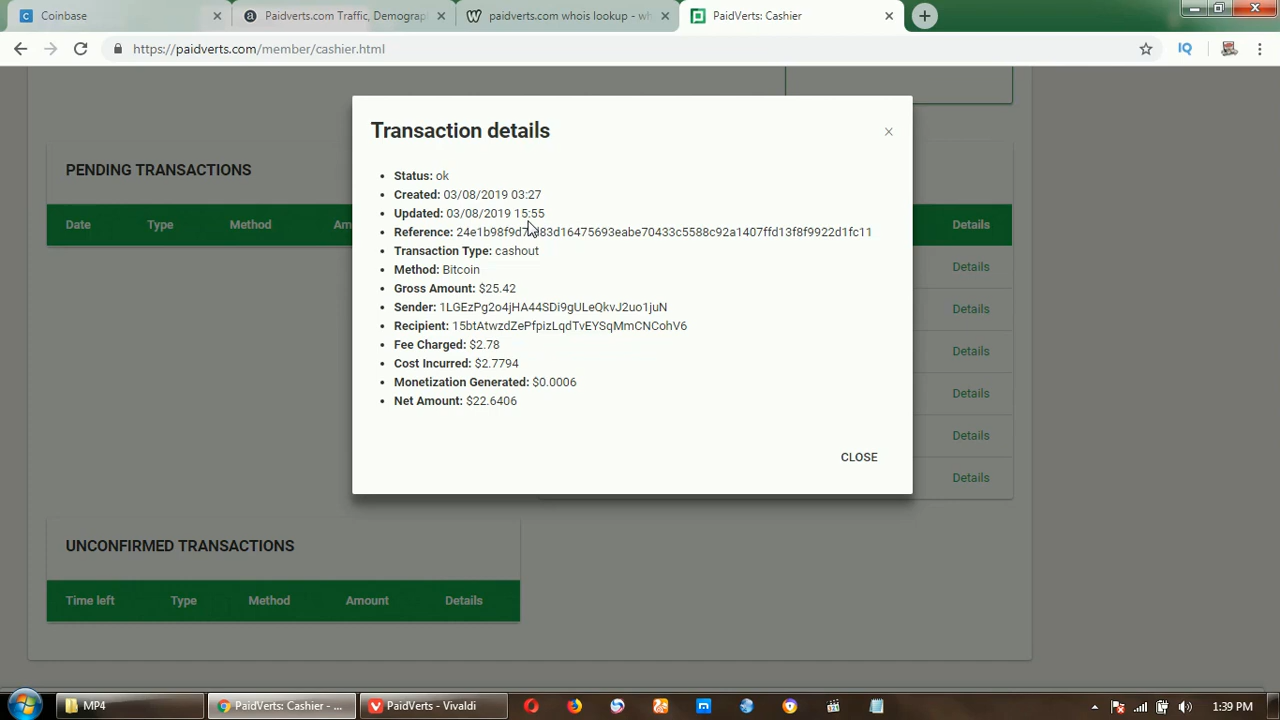 Coinbase
Paidverts.com Traffic, Demograp
paidverts.com whois lookup - wh
PaidVerts: Cashier
https://paidverts.com/member/cashier.html
IQ
Transaction details
PENDING TRANSACTIONS
Status: ok
Created: 03/08/2019 03:27
Updated: 03/08/2019 15:55
Date
Type
Method
Details
Transaction Type: cashout
Details
Method: Bitcoin
Gross Amount: $25.42
Sender: 1LGEzPg2o4jHA44SDi9gULeQkvJ2uo1juN
Details
Recipient: 15btAtwzdZePfpizLqdTvEYSqMmCNCohV6
Fee Charged: $2.78
Details
Cost Incurred: $2.7794
Monetization Generated: $0.0006
Details
Net Amount: $22.6406
Details
CLOSE
Details
UNCONFIRMED TRANSACTIONS
Time left
Type
Method
Amount
Details
MP4
PaidVerts: Cashier - ...
PaidVerts - Vivaldi
1:39 PM